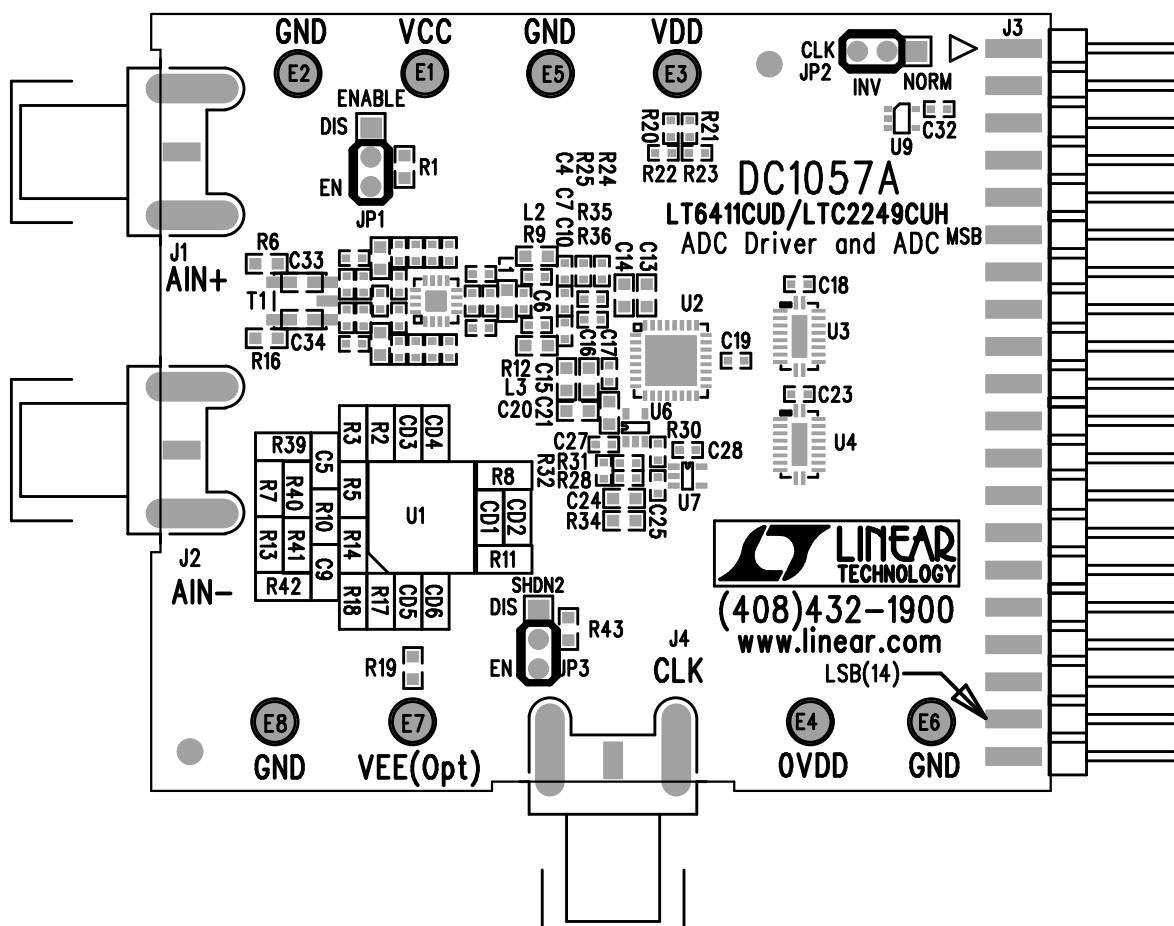 GND VCC GND VDD J3
CLK
JP2
E2 E1 E5 E3
INV NORM
ENABLE
DIS
EN
R1
JP1
R20 R21
R22 R23
U9 C32
C4 R25 R24
C7
C10
DC1057A
LT6411CUD/LTC2249CUH
ADC Driver and ADC MSB
J1
AIN+
R6 C33
T1
R16 C34
L2
R9
R35
R36
L1
C6
C14 C13
U2
C18
U3
C19
C16 C17
R12 C15
L3
C20 C21
U6
C23
U4
C27 R30
C28
R32 R31
R28
U7
C24
R34 C25
R3 R2 CD3 CD4
R39 C5
R7 R40 R5
R10
U1
R8
CD1 CD2
R11
R13 R41 R14
C9
R42
R18 R17 CD5 CD6
J2
AIN-
LINEAR
TECHNOLOGY
(408)432-1900
www.linear.com
LSB(14)
SHDN2
DIS
EN
R43
JP3
J4
CLK
R19
E8 E7 E4 E6
GND VEE(Opt) OVDD GND